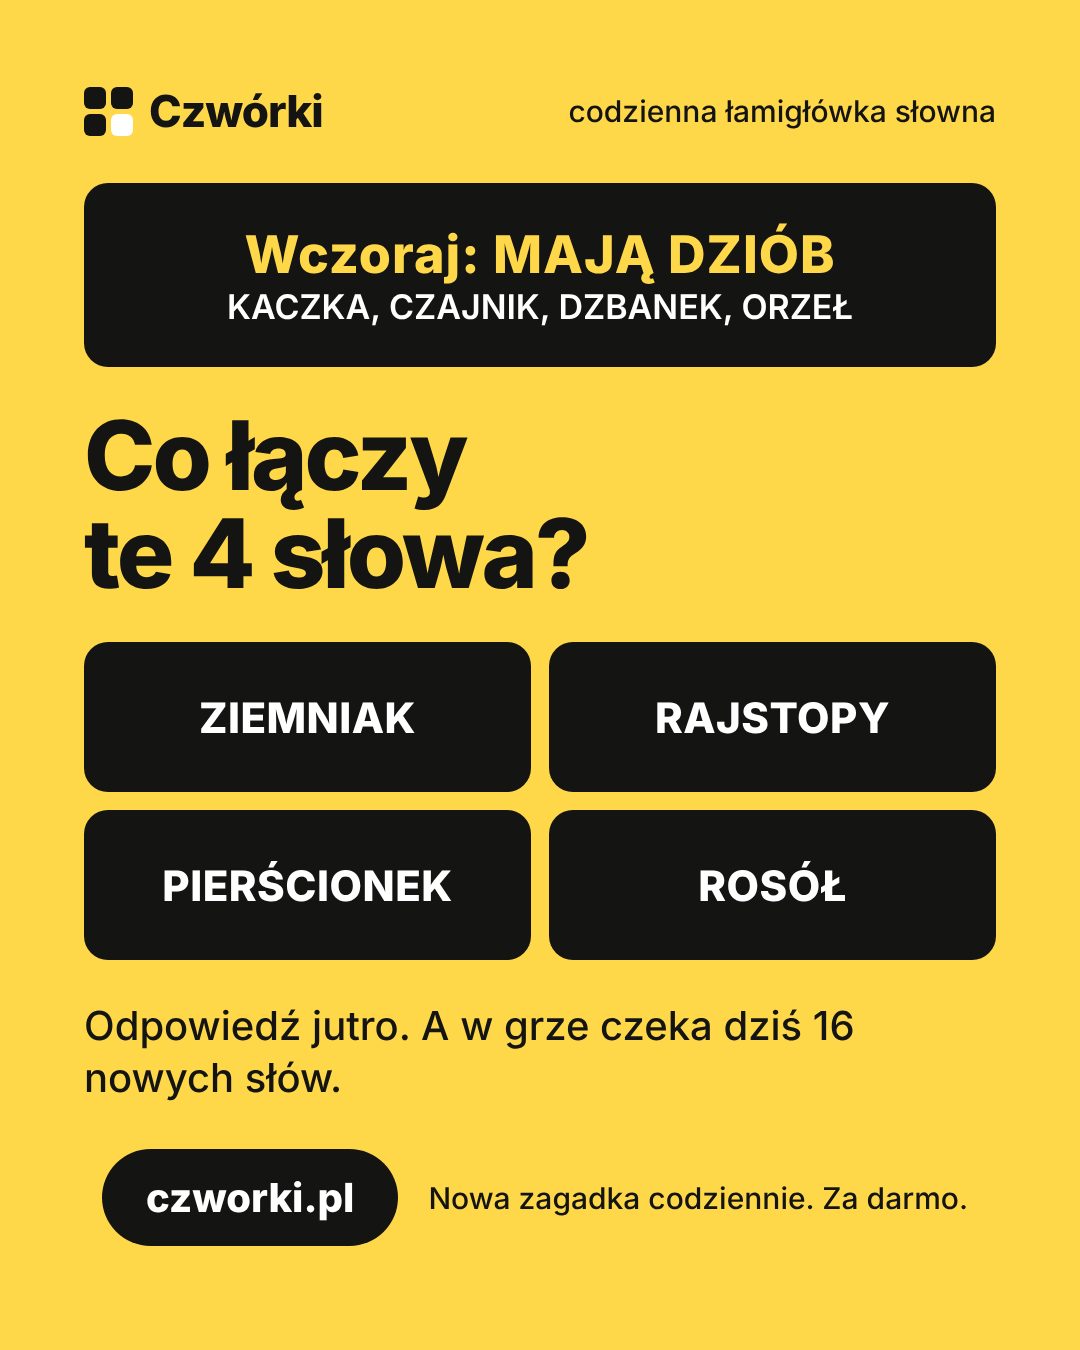 Czwórki
codzienna łamigłówka słowna
Wczoraj: MAJĄ DZIÓB
KACZKA, CZAJNIK, DZBANEK, ORZEŁ
Co łączy
te 4 słowa?
ZIEMNIAK
RAJSTOPY
PIERŚCIONEK
ROSÓŁ
Odpowiedź jutro. A w grze czeka dziś 16
nowych słów.
czworki.pl
Nowa zagadka codziennie. Za darmo.